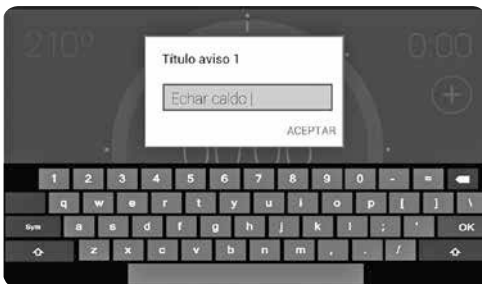 210º
0:00
Título aviso 1
Echar caldo
ACEPTAR
1 2 3 4 5 6 7 8 9 0 - =
q w e r t y u i o p [ ] \
Sym a s d f g h j k l ; ' OK
z x c v b n m , . /